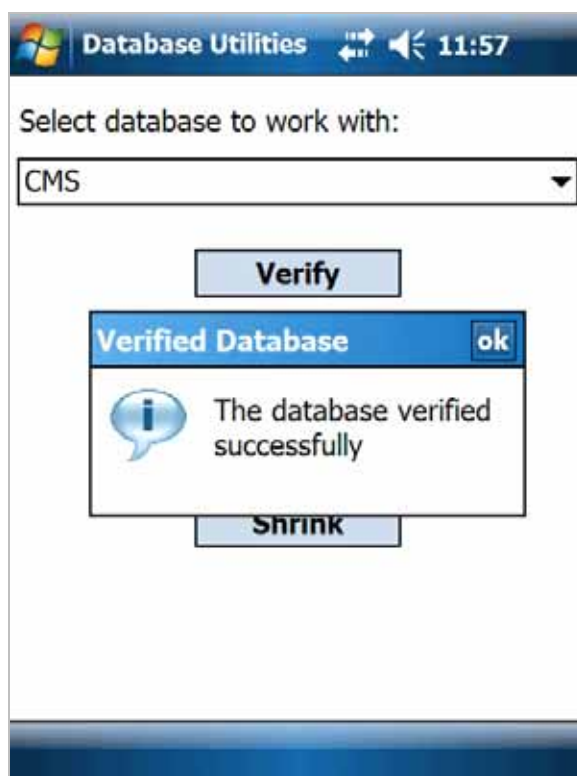 Database Utilities 11:57
Select database to work with:
CMS
Verify
Verified Database ok
The database verified
successfully
Shrink